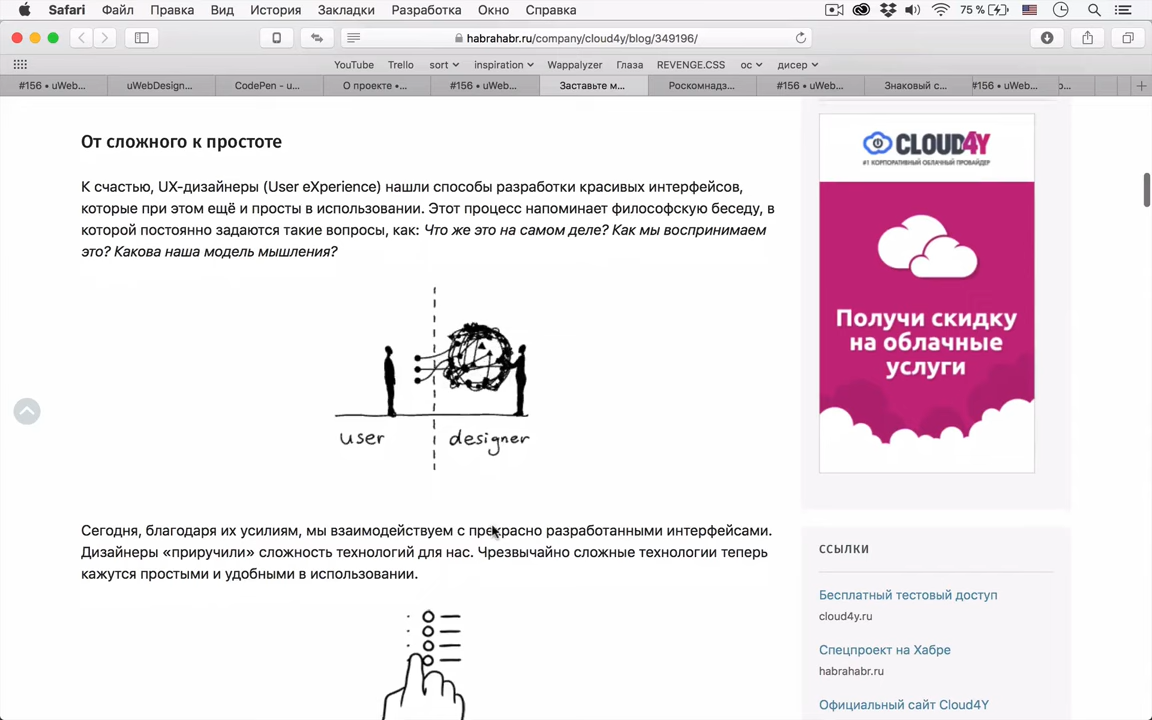 Safari Файл Правка Вид История Закладки Разработка Окно Справка 75 %
habrahabr.ru/company/cloud4y/blog/349196/
YouTube Trello sort inspiration Wappalyzer Глаза REVENGE.CSS ос дисер
#156 • uWeb... uWebDesign... CodePen – u... О проекте •... #156 • uWeb... Заставьте м... Роскомнадз... #156 • uWeb... Знаковый с... #156 • uWeb...
От сложного к простоте
К счастью, UX-дизайнеры (User eXperience) нашли способы разработки красивых интерфейсов,
которые при этом ещё и просты в использовании. Этот процесс напоминает философскую беседу, в
которой постоянно задаются такие вопросы, как: Что же это на самом деле? Как мы воспринимаем
это? Какова наша модель мышления?
user designer
Сегодня, благодаря их усилиям, мы взаимодействуем с прекрасно разработанными интерфейсами.
Дизайнеры «приручили» сложность технологий для нас. Чрезвычайно сложные технологии теперь
кажутся простыми и удобными в использовании.
CLOUD4Y
#1 КОРПОРАТИВНЫЙ ОБЛАЧНЫЙ ПРОВАЙДЕР
Получи скидку
на облачные
услуги
ССЫЛКИ
Бесплатный тестовый доступ
cloud4y.ru
Спецпроект на Хабре
habrahabr.ru
Официальный сайт Cloud4Y